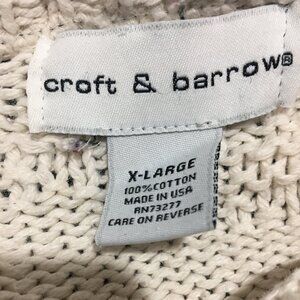 croft & barrow®
X-LARGE
100% COTTON
MADE IN USA
RN73277
CARE ON REVERSE